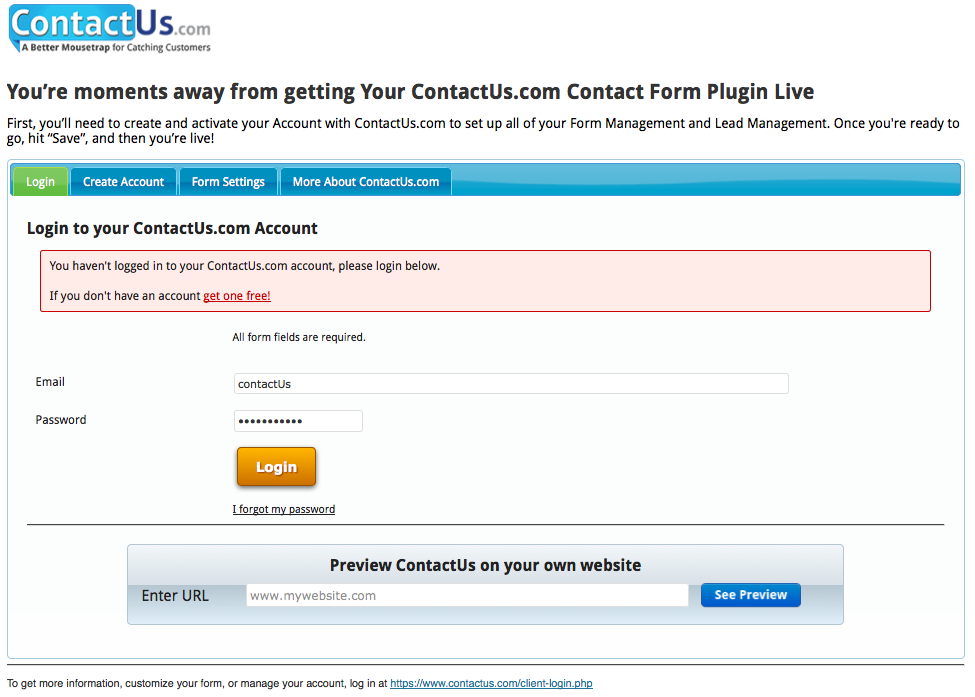 ContactUs.com
A Better Mousetrap for Catching Customers
You're moments away from getting Your ContactUs.com Contact Form Plugin Live
First, you'll need to create and activate your Account with ContactUs.com to set up all of your Form Management and Lead Management. Once you're ready to
go, hit “Save”, and then you're live!
Login Create Account Form Settings More About ContactUs.com
Login to your ContactUs.com Account
You haven't logged in to your ContactUs.com account, please login below.
If you don't have an account get one free!
All form fields are required.
Email contactUs
Password •••••••••••
Login
I forgot my password
Preview ContactUs on your own website
Enter URL www.mywebsite.com See Preview
To get more information, customize your form, or manage your account, log in at https://www.contactus.com/client-login.php